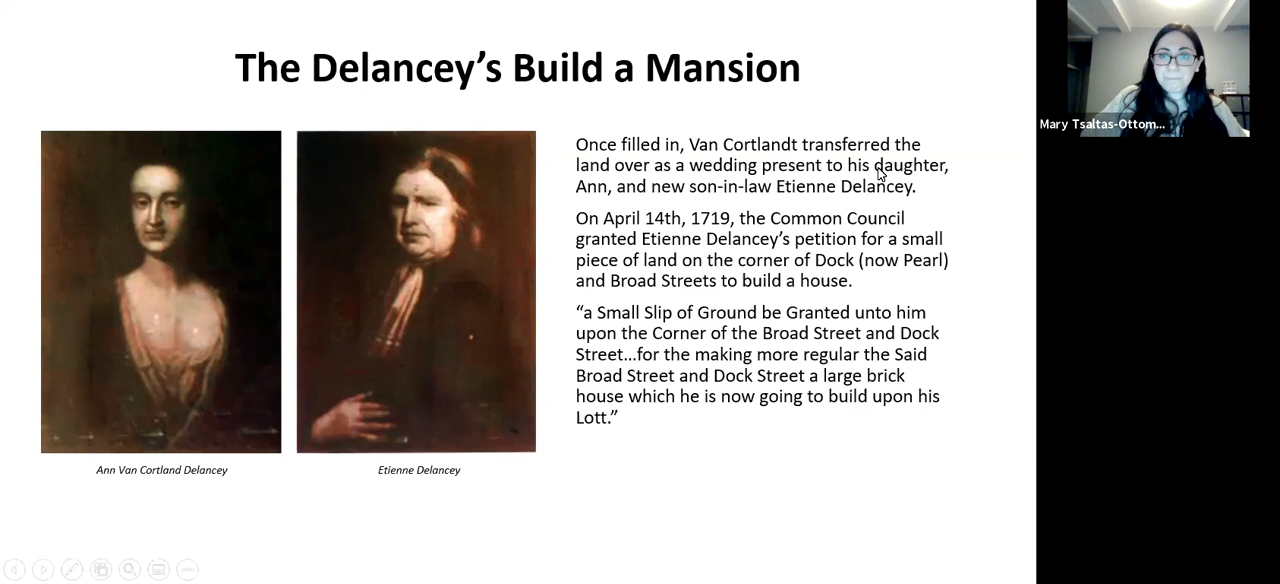 The Delancey's Build a Mansion
Mary Tsaltas-Ottom...
Once filled in, Van Cortlandt transferred the
land over as a wedding present to his daughter,
Ann, and new son-in-law Etienne Delancey.
On April 14th, 1719, the Common Council
granted Etienne Delancey's petition for a small
piece of land on the corner of Dock (now Pearl)
and Broad Streets to build a house.
“a Small Slip of Ground be Granted unto him
upon the Corner of the Broad Street and Dock
Street...for the making more regular the Said
Broad Street and Dock Street a large brick
house which he is now going to build upon his
Lott.”
Ann Van Cortland Delancey
Etienne Delancey